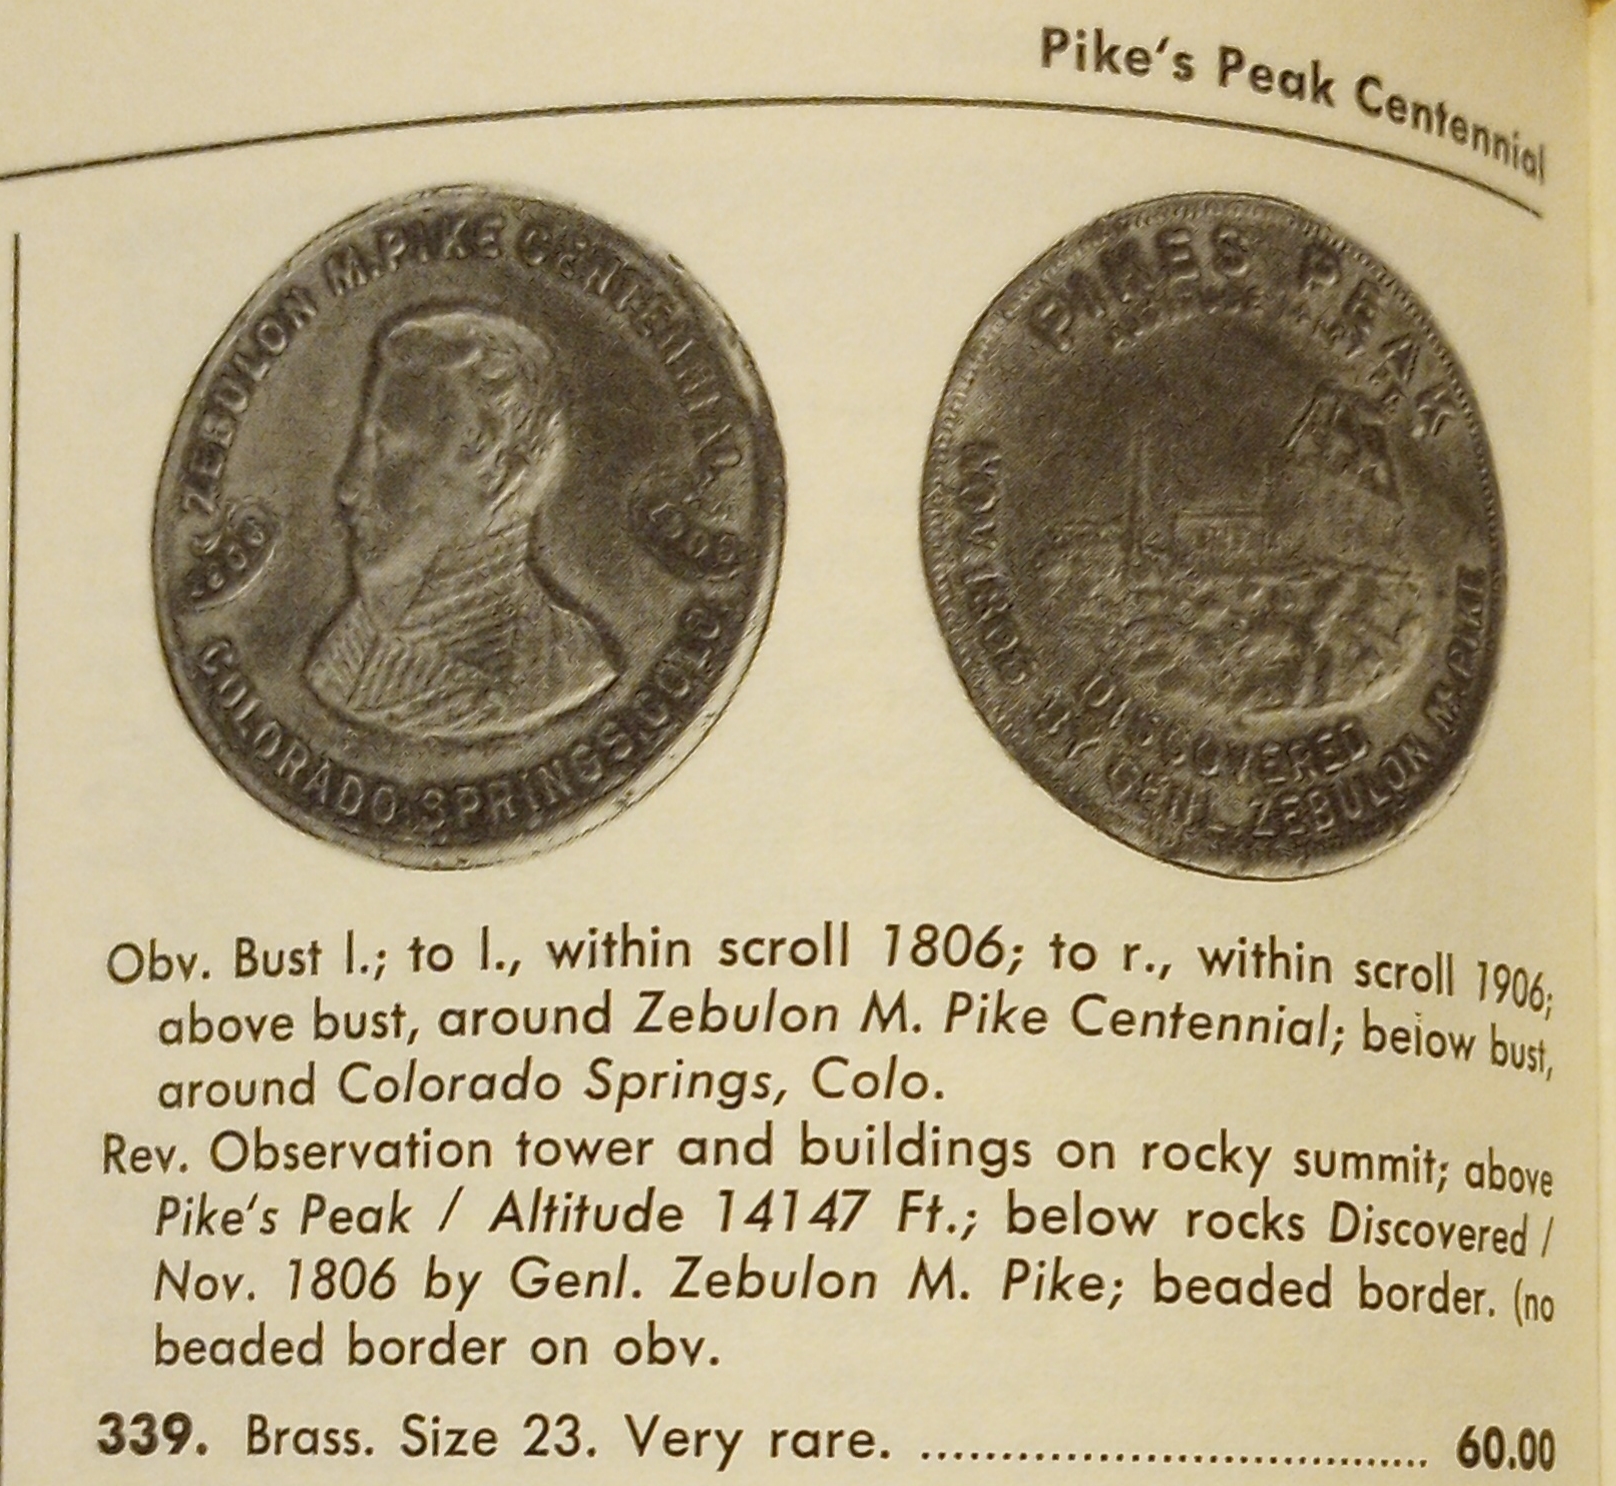 Pike's Peak Centennial
ZEBULON M. PIKE CENTENNIAL
1806
1906
COLORADO SPRINGS. COLO.
PIKES PEAK
DISCOVERED
NOV. 1806 BY GENL. ZEBULON M. PIKE
Obv. Bust l.; to l., within scroll 1806; to r., within scroll 1906;
above bust, around Zebulon M. Pike Centennial; below bust,
around Colorado Springs, Colo.
Rev. Observation tower and buildings on rocky summit; above
Pike's Peak / Altitude 14147 Ft.; below rocks Discovered /
Nov. 1806 by Genl. Zebulon M. Pike; beaded border. (no
beaded border on obv.
339. Brass. Size 23. Very rare. .................................. 60.00